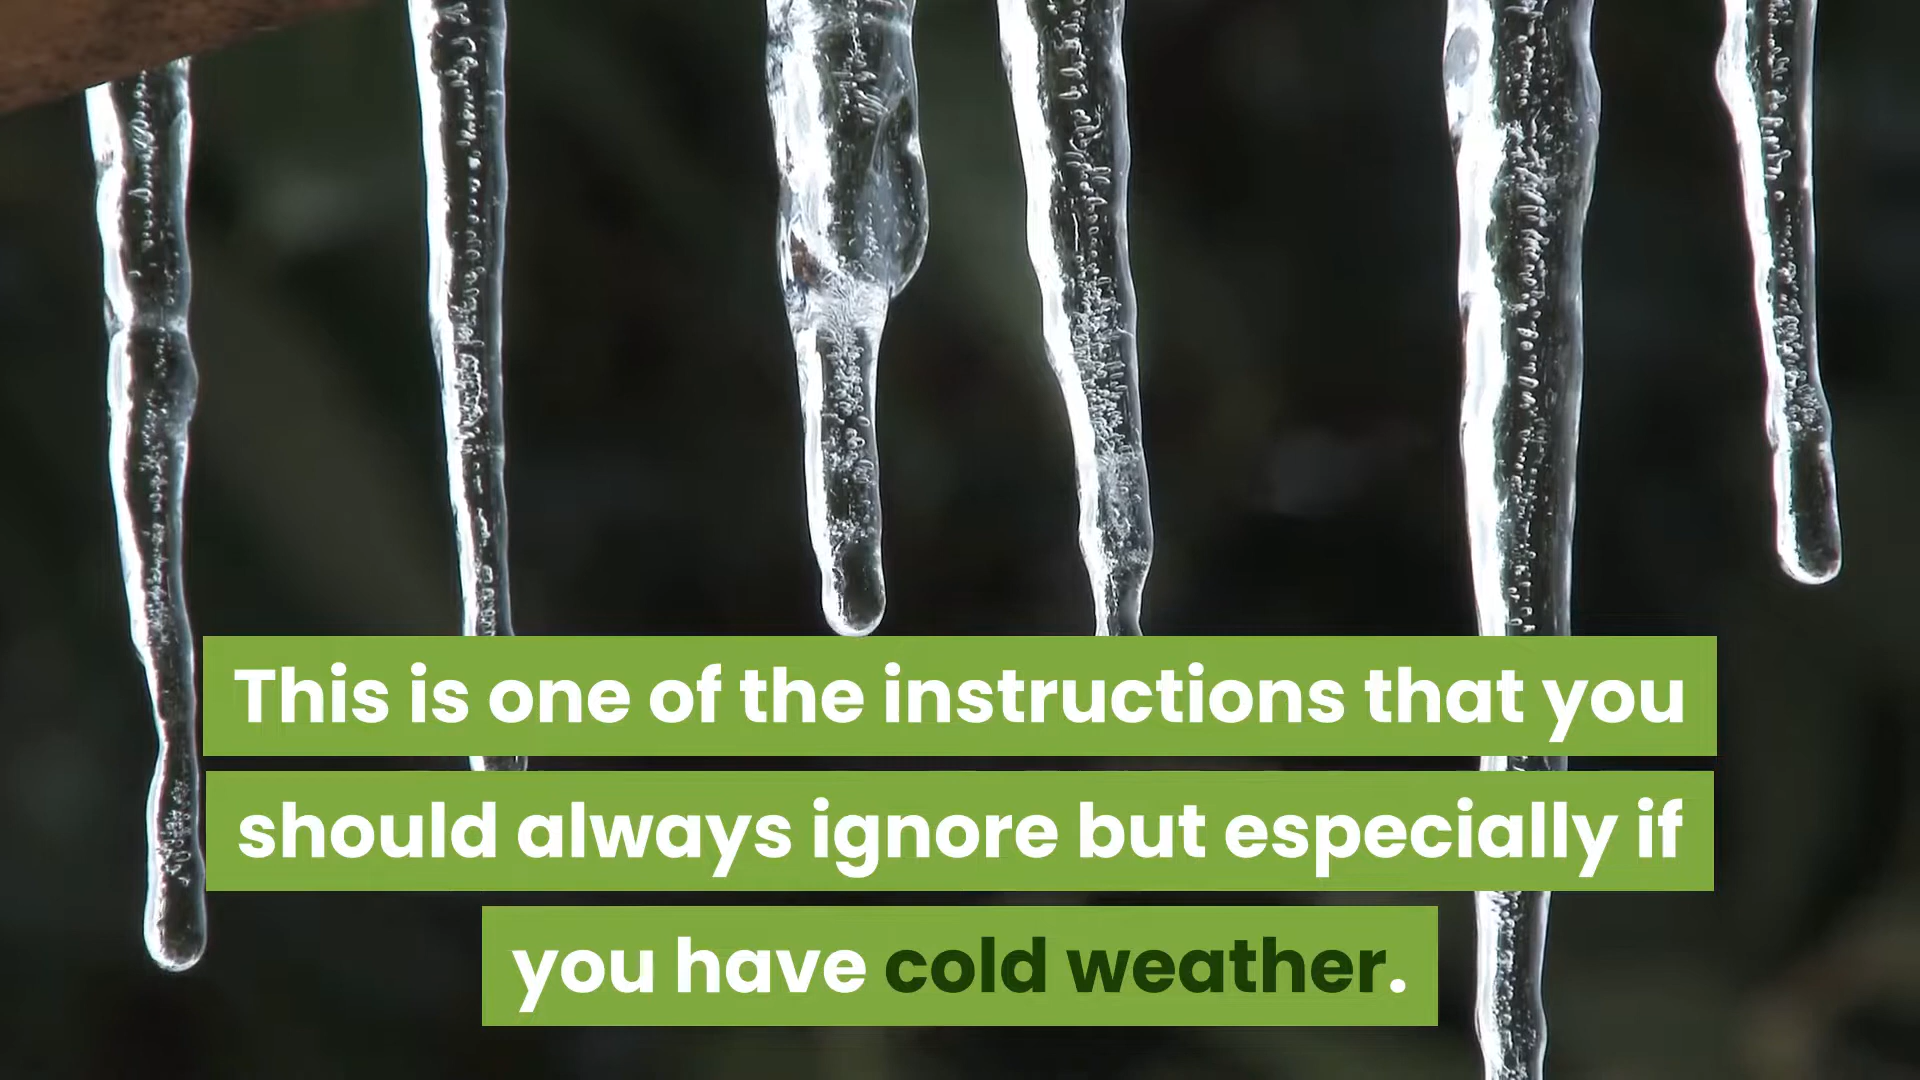 This is one of the instructions that you
should always ignore but especially if
you have cold weather.